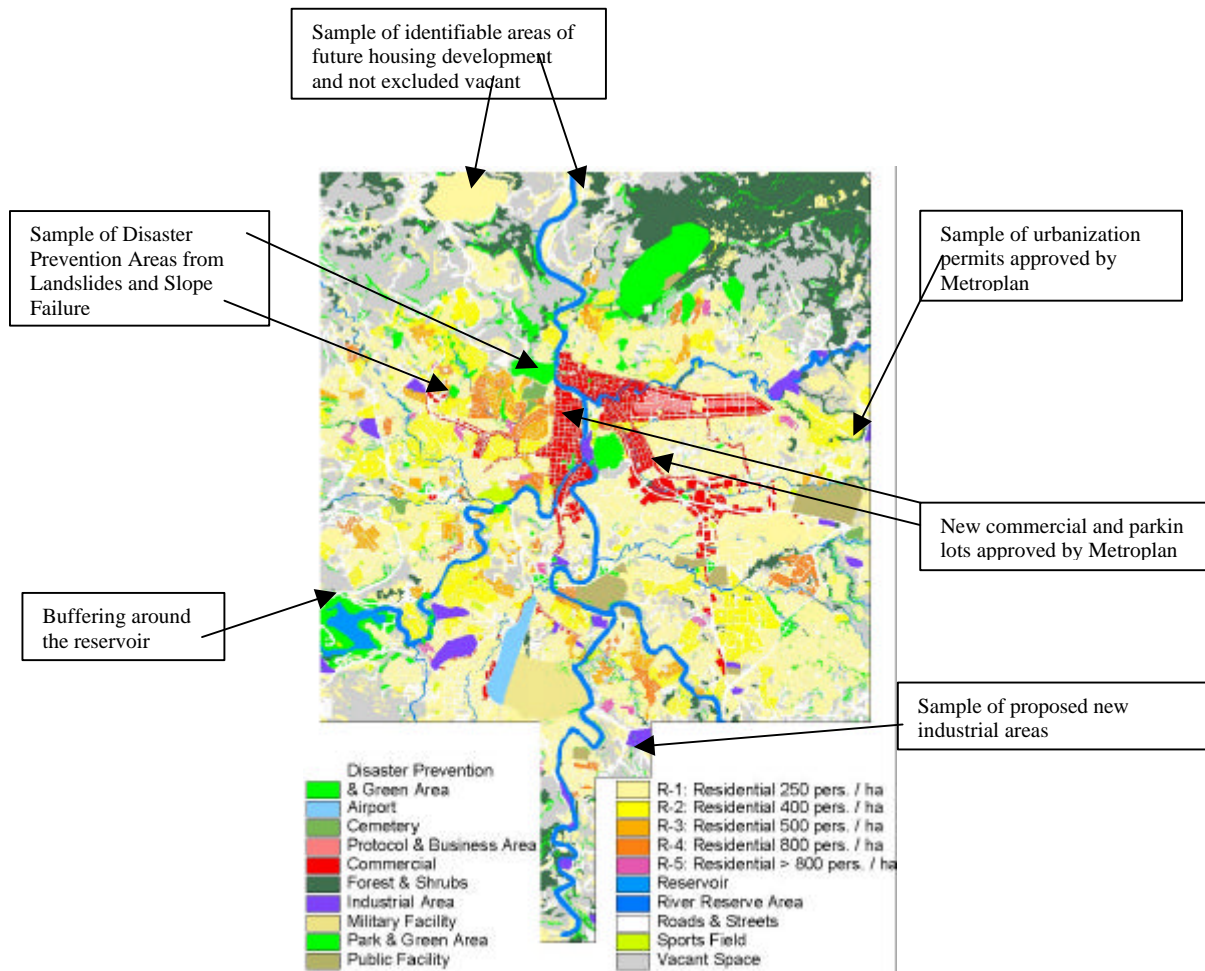 Sample of identifiable areas of
future housing development
and not excluded vacant
Sample of Disaster
Prevention Areas from
Landslides and Slope
Failure
Sample of urbanization
permits approved by
Metroplan
New commercial and parkin
lots approved by Metroplan
Buffering around
the reservoir
Sample of proposed new
industrial areas
Disaster Prevention
& Green Area
Airport
Cemetery
Protocol & Business Area
Commercial
Forest & Shrubs
Industrial Area
Military Facility
Park & Green Area
Public Facility
R-1: Residential 250 pers. / ha
R-2: Residential 400 pers. / ha
R-3: Residential 500 pers. / ha
R-4: Residential 800 pers. / ha
R-5: Residential > 800 pers. / ha
Reservoir
River Reserve Area
Roads & Streets
Sports Field
Vacant Space